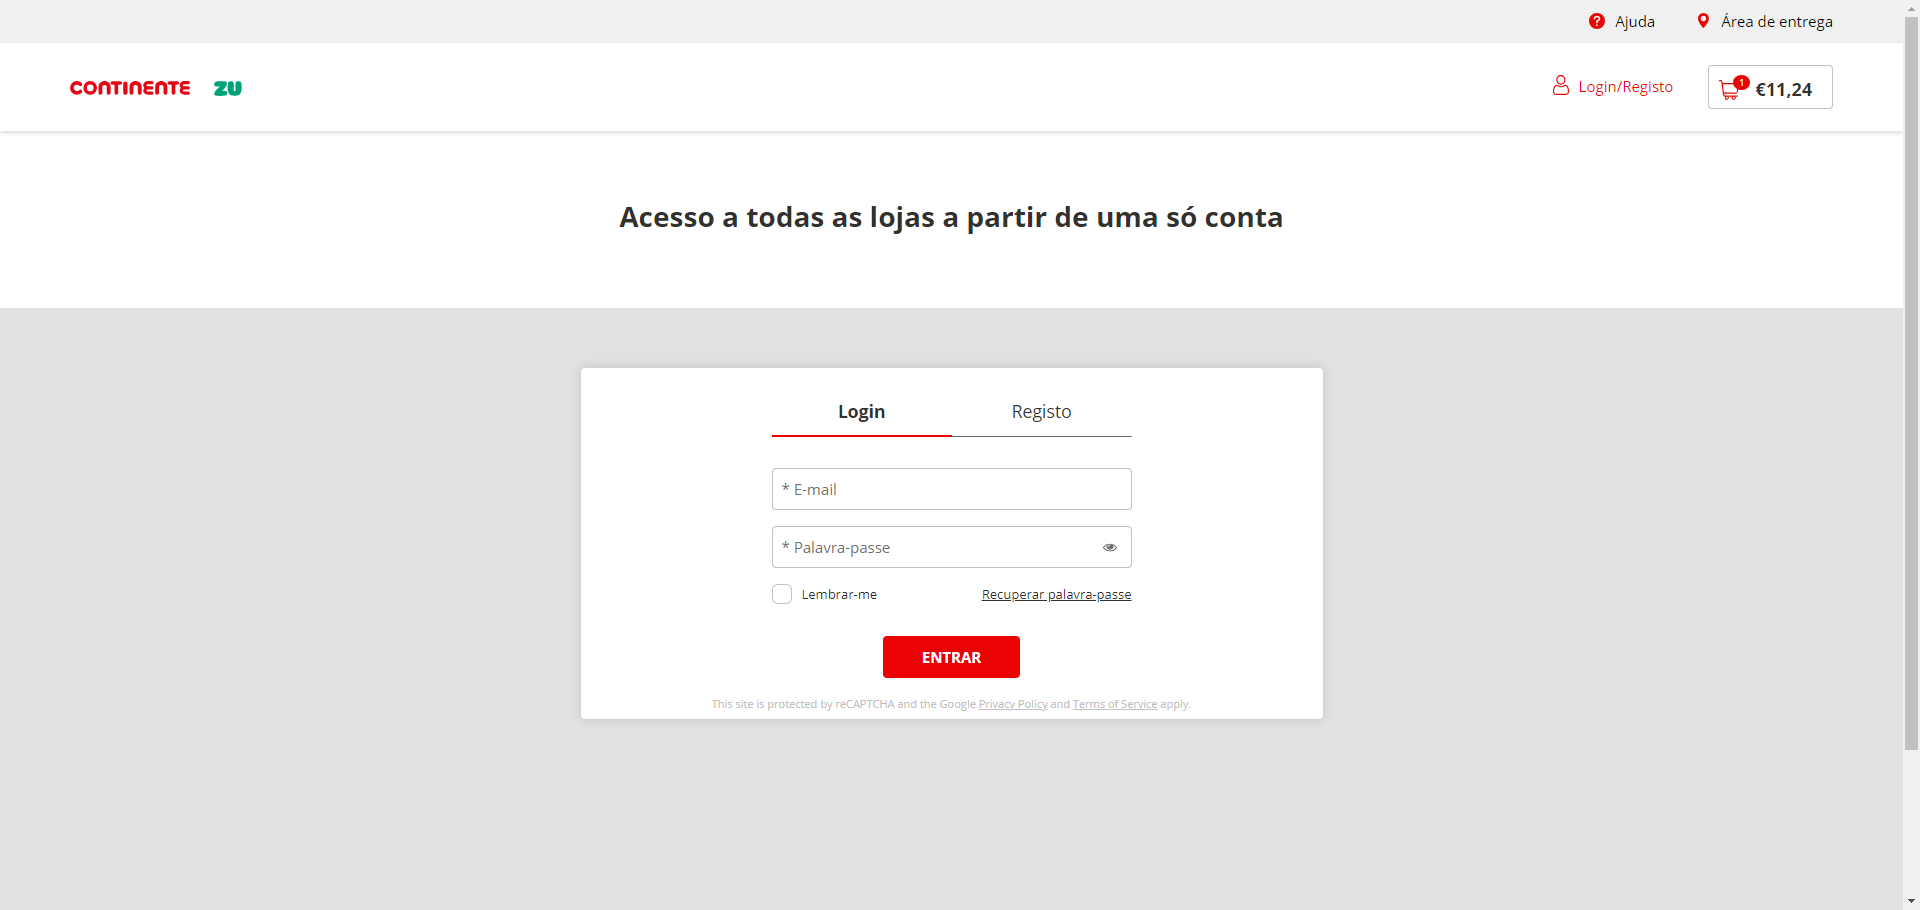 Ajuda
Área de entrega
CONTINENTE ZU
Login/Registo
1
€11,24
Acesso a todas as lojas a partir de uma só conta
Login
Registo
* E-mail
* Palavra-passe
Lembrar-me
Recuperar palavra-passe
ENTRAR
This site is protected by reCAPTCHA and the Google Privacy Policy and Terms of Service apply.